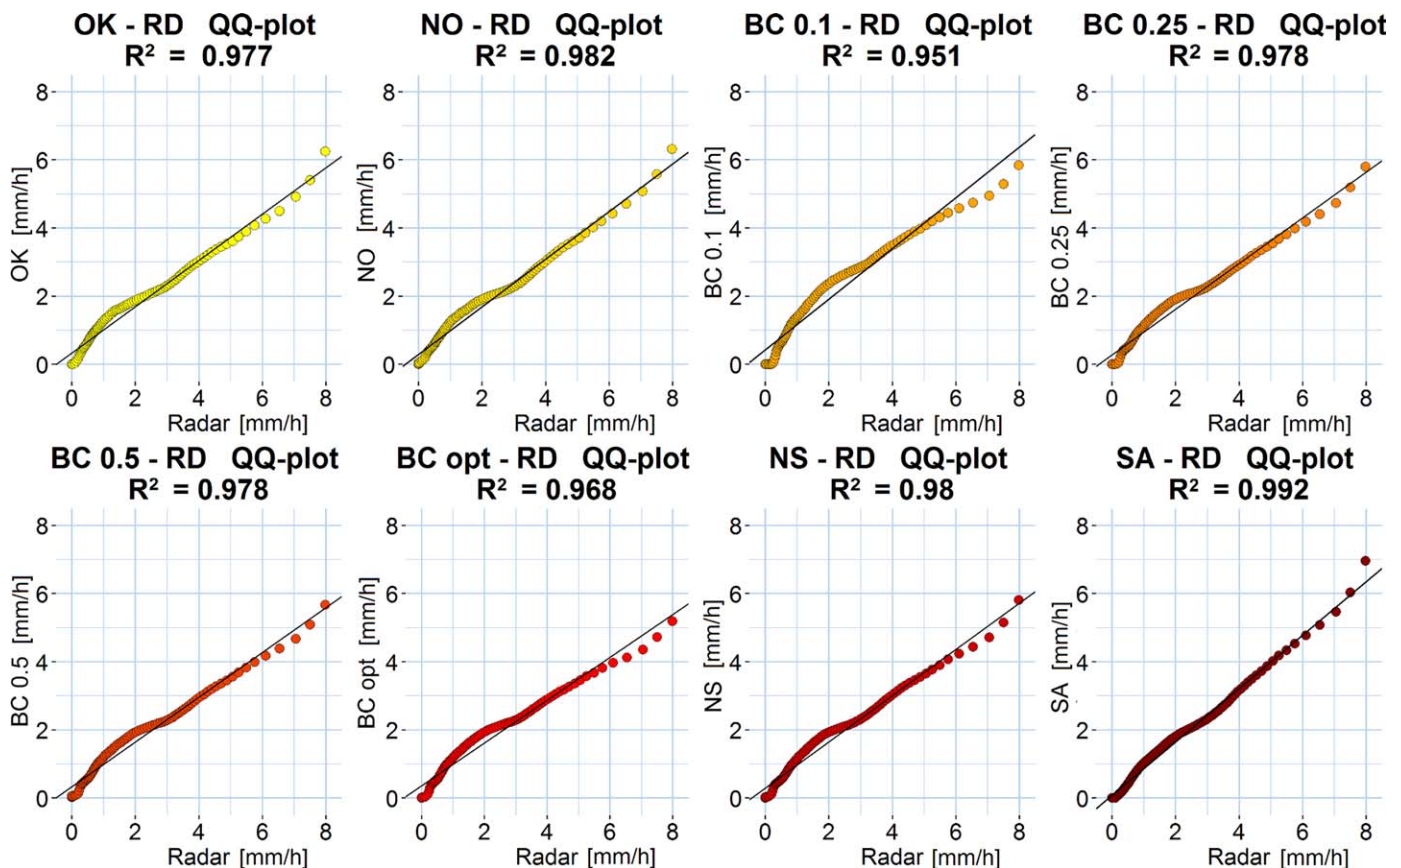 OK - RD QQ-plot
R² = 0.977
8
6
4
2
0
OK [mm/h]
0 2 4 6 8
Radar [mm/h]
NO - RD QQ-plot
R² = 0.982
8
6
4
2
0
NO [mm/h]
0 2 4 6 8
Radar [mm/h]
BC 0.1 - RD QQ-plot
R² = 0.951
8
6
4
2
0
BC 0.1 [mm/h]
0 2 4 6 8
Radar [mm/h]
BC 0.25 - RD QQ-plot
R² = 0.978
8
6
4
2
0
BC 0.25 [mm/h]
0 2 4 6 8
Radar [mm/h]
BC 0.5 - RD QQ-plot
R² = 0.978
8
6
4
2
0
BC 0.5 [mm/h]
0 2 4 6 8
Radar [mm/h]
BC opt - RD QQ-plot
R² = 0.968
8
6
4
2
0
BC opt [mm/h]
0 2 4 6 8
Radar [mm/h]
NS - RD QQ-plot
R² = 0.98
8
6
4
2
0
NS [mm/h]
0 2 4 6 8
Radar [mm/h]
SA - RD QQ-plot
R² = 0.992
8
6
4
2
0
SA [mm/h]
0 2 4 6 8
Radar [mm/h]